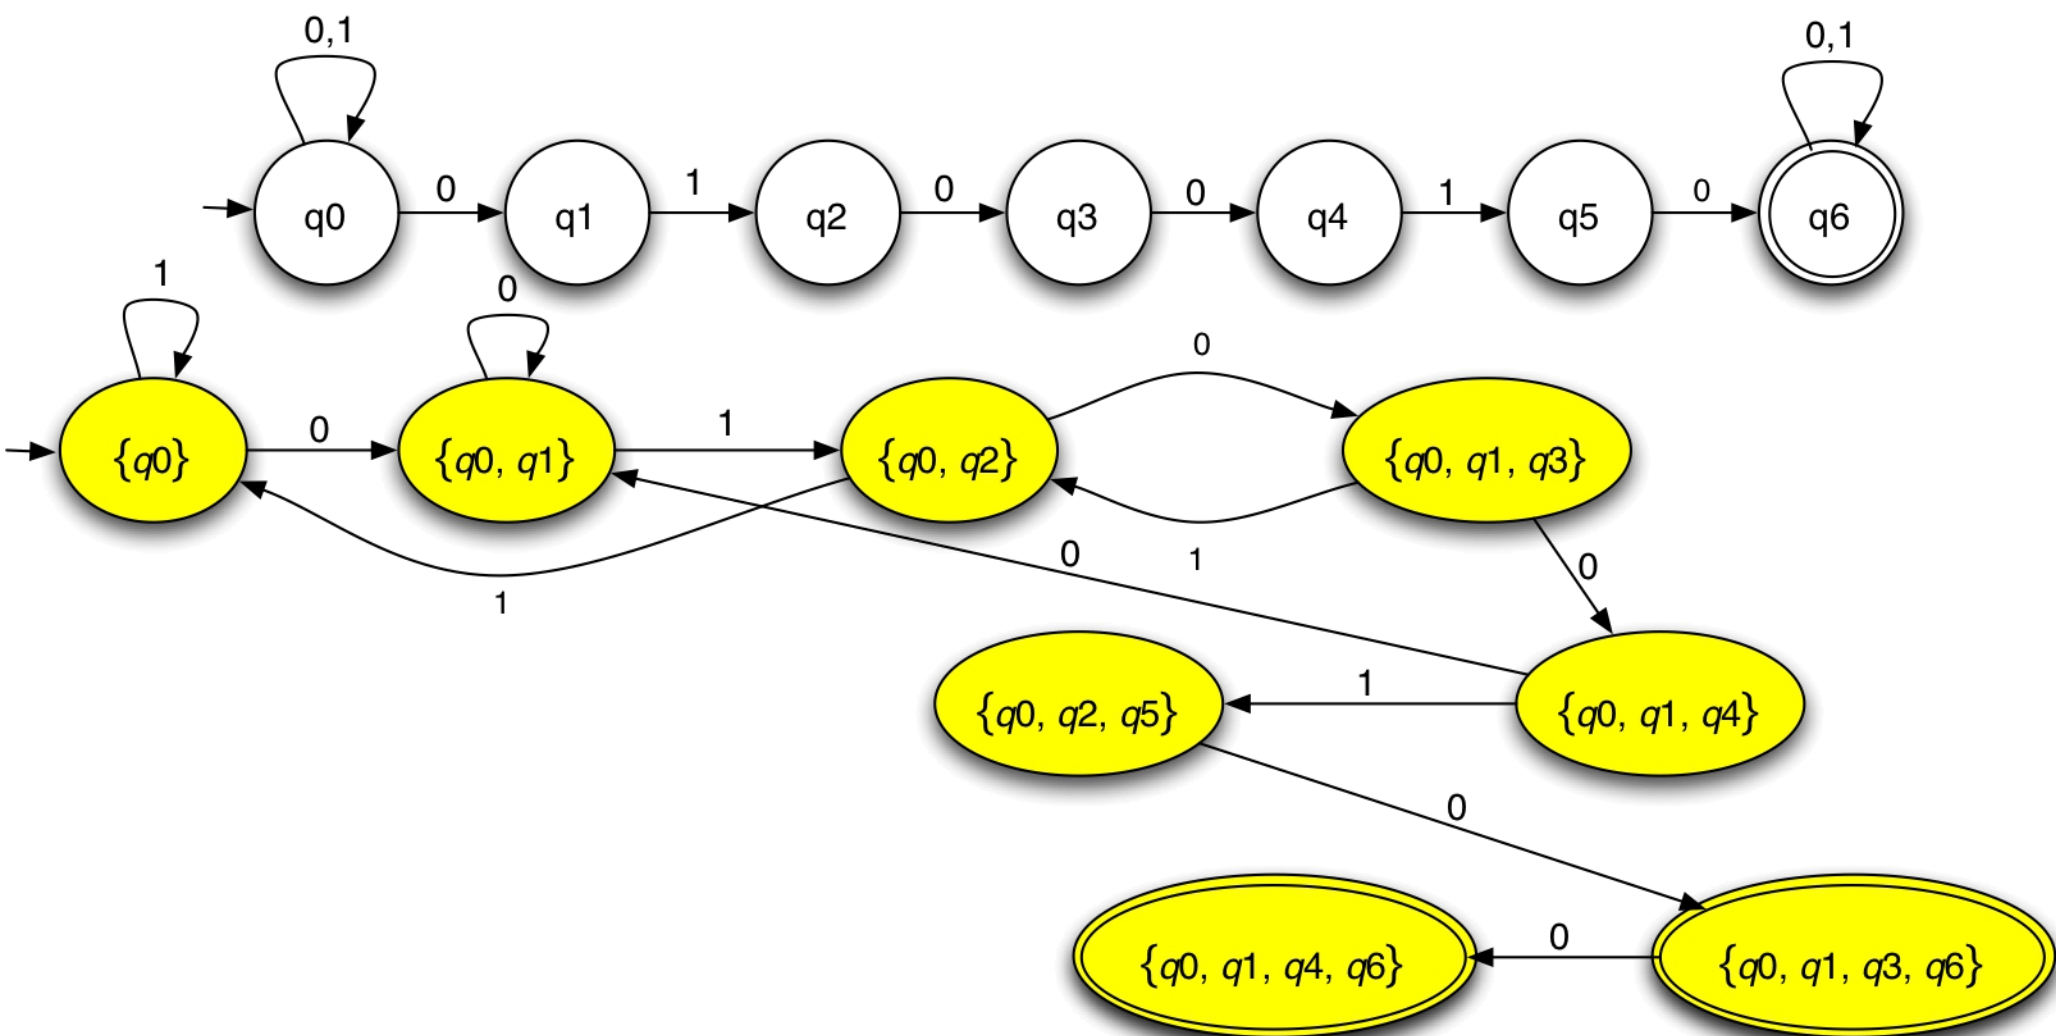 0,1
0,1
q0
0
q1
1
q2
0
q3
0
q4
1
q5
0
q6
1
0
0
{q0}
0
{q0, q1}
1
{q0, q2}
{q0, q1, q3}
0
1
0
1
{q0, q2, q5}
1
{q0, q1, q4}
0
{q0, q1, q4, q6}
0
{q0, q1, q3, q6}